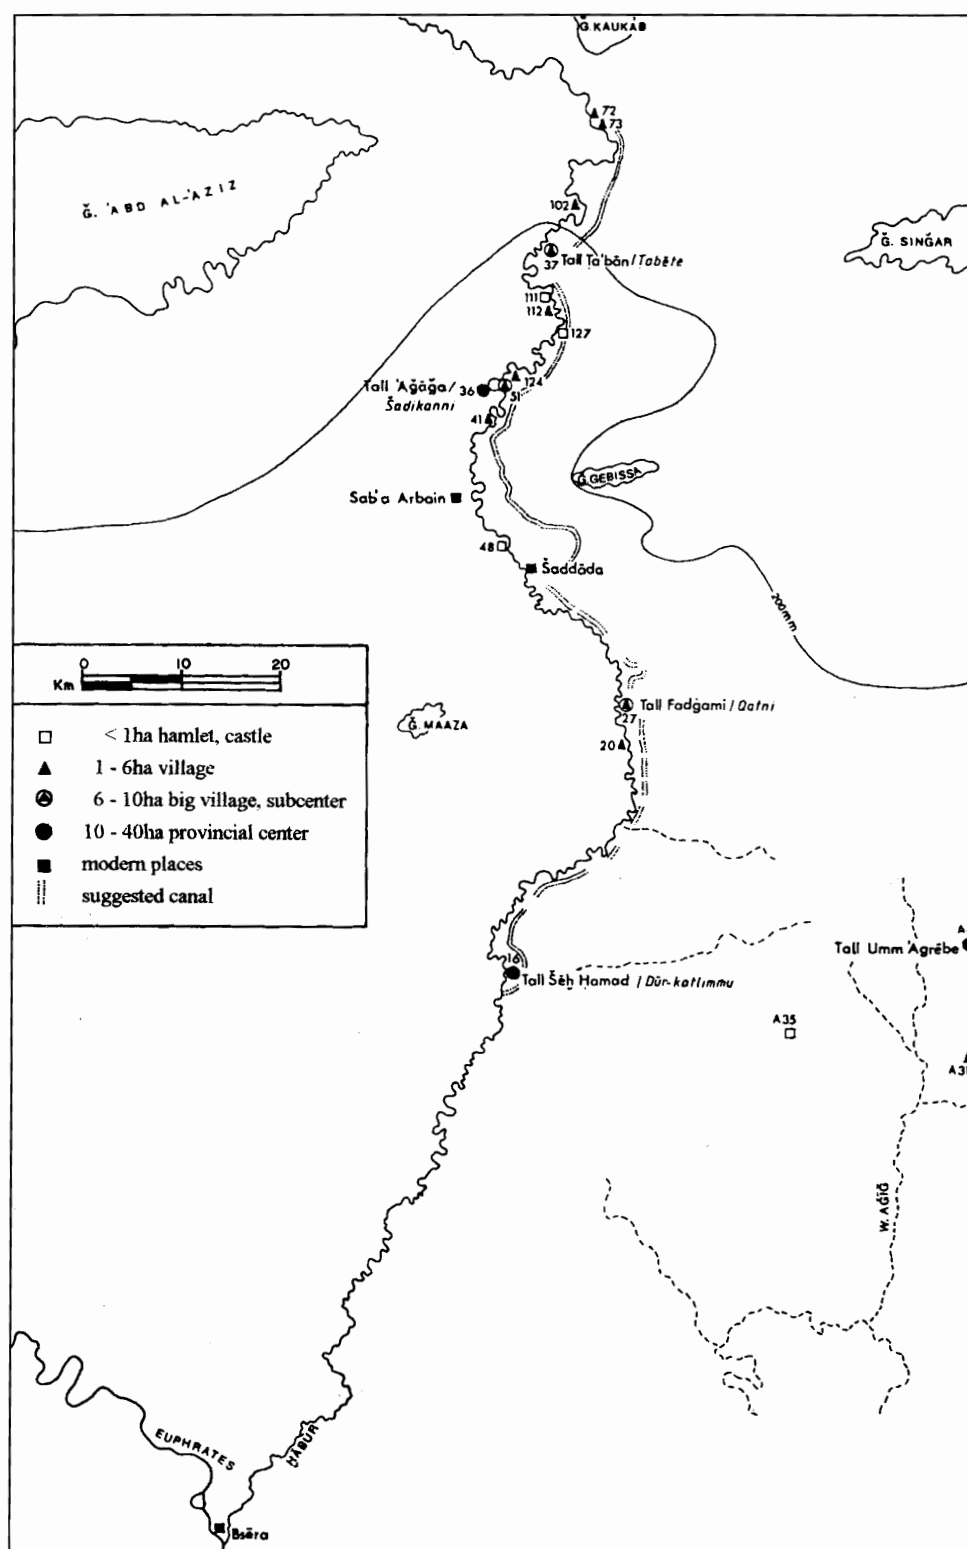 Ğ. KAUKAB
72
73
Ğ. 'ABD AL-'AZIZ
102
Ğ. SINĞAR
37
Tall Ta'bān/Tabēte
111
112
127
Tall 'Ağāğa/
Šadikanni
36
124
51
41
Ğ. GEBISSA
Sab'a Arbain
48
Šaddāda
200mm
0 10 20
Km
Ğ. MAAZA
Tall Fadġami / Qatni
27
20
< 1ha hamlet, castle
1 - 6ha village
6 - 10ha big village, subcenter
10 - 40ha provincial center
modern places
suggested canal
Tall Umm 'Agrēbe
16
Tall Šēḫ Hamad / Dūr-katlimmu
A35
W. AĞIĞ
EUPHRATES
ḪĀBŪR
Bsēra